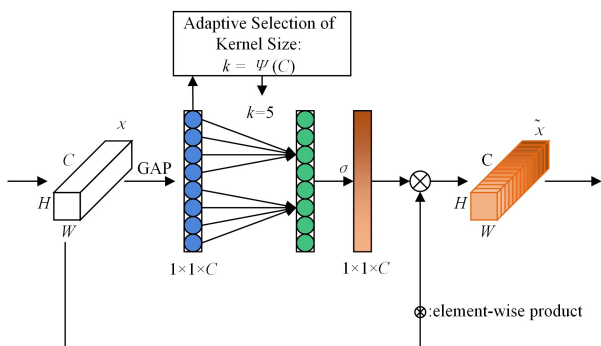 Adaptive Selection of
Kernel Size:
k = Ψ(C)
k=5
x
C
H
W
GAP
1×1×C
σ
1×1×C
x̃
C
H
W
⊗:element-wise product